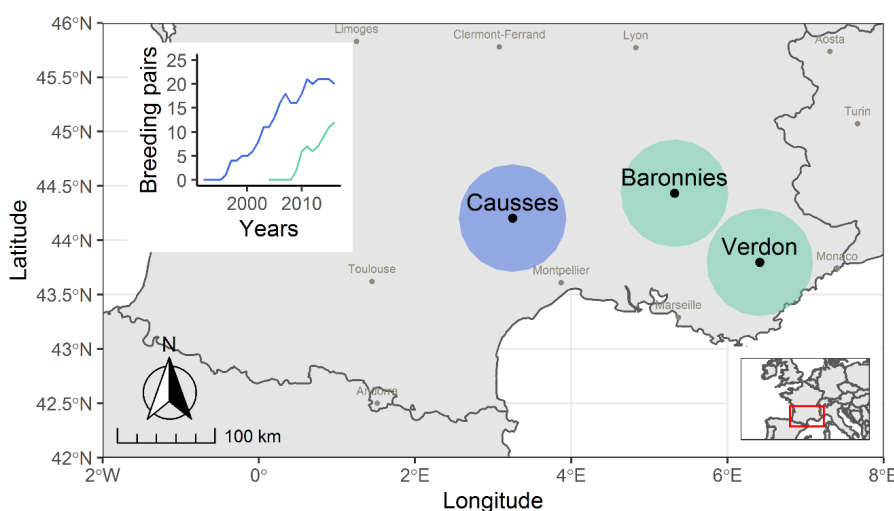 46°N
45°N
44.5°N
44°N
43.5°N
43°N
42.5°N
42°N
Latitude
2°W
0°
2°E
4°E
6°E
8°E
Longitude
Breeding pairs
25
20
15
10
5
0
2000
2010
Years
Limoges
Clermont-Ferrand
Lyon
Aosta
Turin
Causses
Baronnies
Verdon
Toulouse
Montpellier
Marseille
Monaco
Andorra
N
100 km
45.5°N